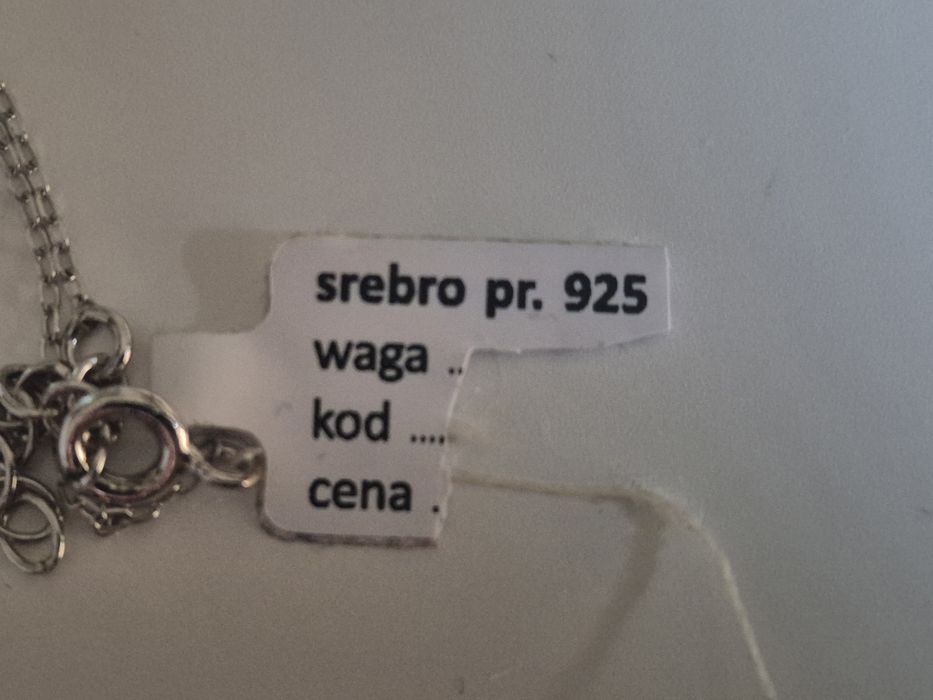 srebro pr. 925
waga ..
kod ....
cena .